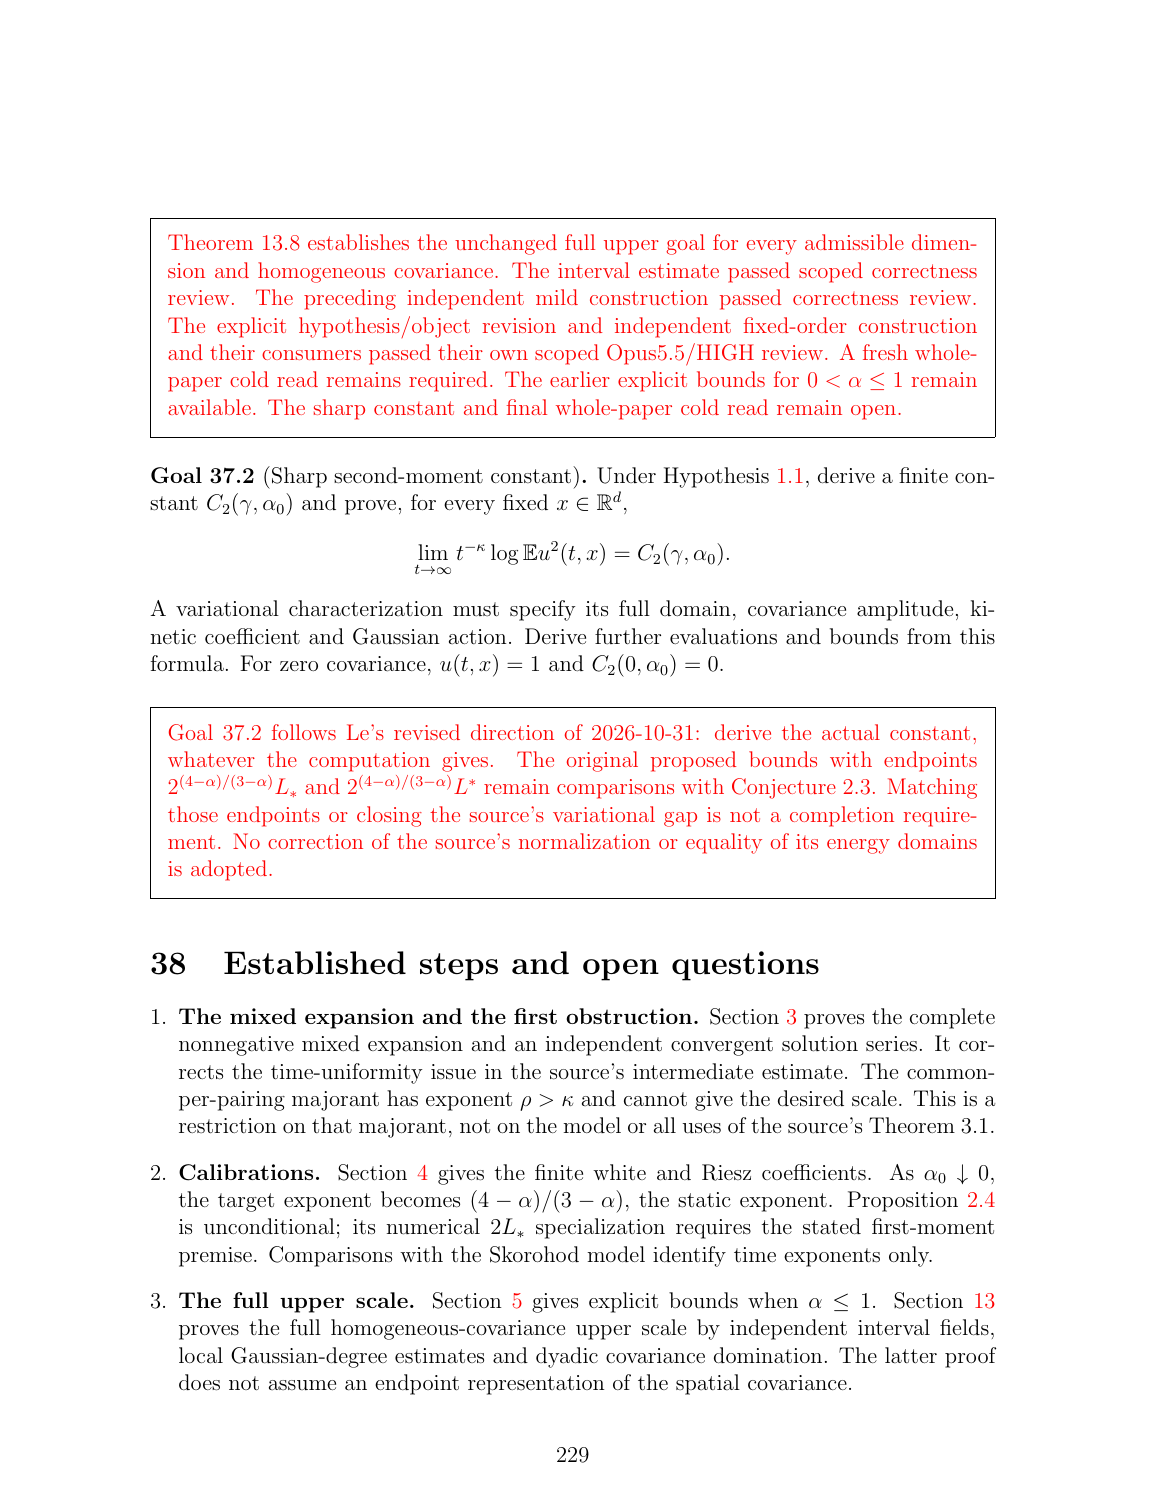 Theorem 13.8 establishes the unchanged full upper goal for every admissible dimen-
sion and homogeneous covariance. The interval estimate passed scoped correctness
review. The preceding independent mild construction passed correctness review.
The explicit hypothesis/object revision and independent fixed-order construction
and their consumers passed their own scoped Opus5.5/HIGH review. A fresh whole-
paper cold read remains required. The earlier explicit bounds for 0 < α ≤ 1 remain
available. The sharp constant and final whole-paper cold read remain open.
Goal 37.2 (Sharp second-moment constant). Under Hypothesis 1.1, derive a finite con-
stant C₂(γ, α₀) and prove, for every fixed x ∈ ℝᵈ,
lim_{t→∞} t^{−κ} log 𝔼u²(t, x) = C₂(γ, α₀).
A variational characterization must specify its full domain, covariance amplitude, ki-
netic coefficient and Gaussian action. Derive further evaluations and bounds from this
formula. For zero covariance, u(t, x) = 1 and C₂(0, α₀) = 0.
Goal 37.2 follows Le's revised direction of 2026-10-31: derive the actual constant,
whatever the computation gives. The original proposed bounds with endpoints
2^{(4−α)/(3−α)}L_* and 2^{(4−α)/(3−α)}L^* remain comparisons with Conjecture 2.3. Matching
those endpoints or closing the source's variational gap is not a completion require-
ment. No correction of the source's normalization or equality of its energy domains
is adopted.
38 Established steps and open questions
1. The mixed expansion and the first obstruction. Section 3 proves the complete
nonnegative mixed expansion and an independent convergent solution series. It cor-
rects the time-uniformity issue in the source's intermediate estimate. The common-
per-pairing majorant has exponent ρ > κ and cannot give the desired scale. This is a
restriction on that majorant, not on the model or all uses of the source's Theorem 3.1.
2. Calibrations. Section 4 gives the finite white and Riesz coefficients. As α₀ ↓ 0,
the target exponent becomes (4 − α)/(3 − α), the static exponent. Proposition 2.4
is unconditional; its numerical 2L_* specialization requires the stated first-moment
premise. Comparisons with the Skorohod model identify time exponents only.
3. The full upper scale. Section 5 gives explicit bounds when α ≤ 1. Section 13
proves the full homogeneous-covariance upper scale by independent interval fields,
local Gaussian-degree estimates and dyadic covariance domination. The latter proof
does not assume an endpoint representation of the spatial covariance.
229